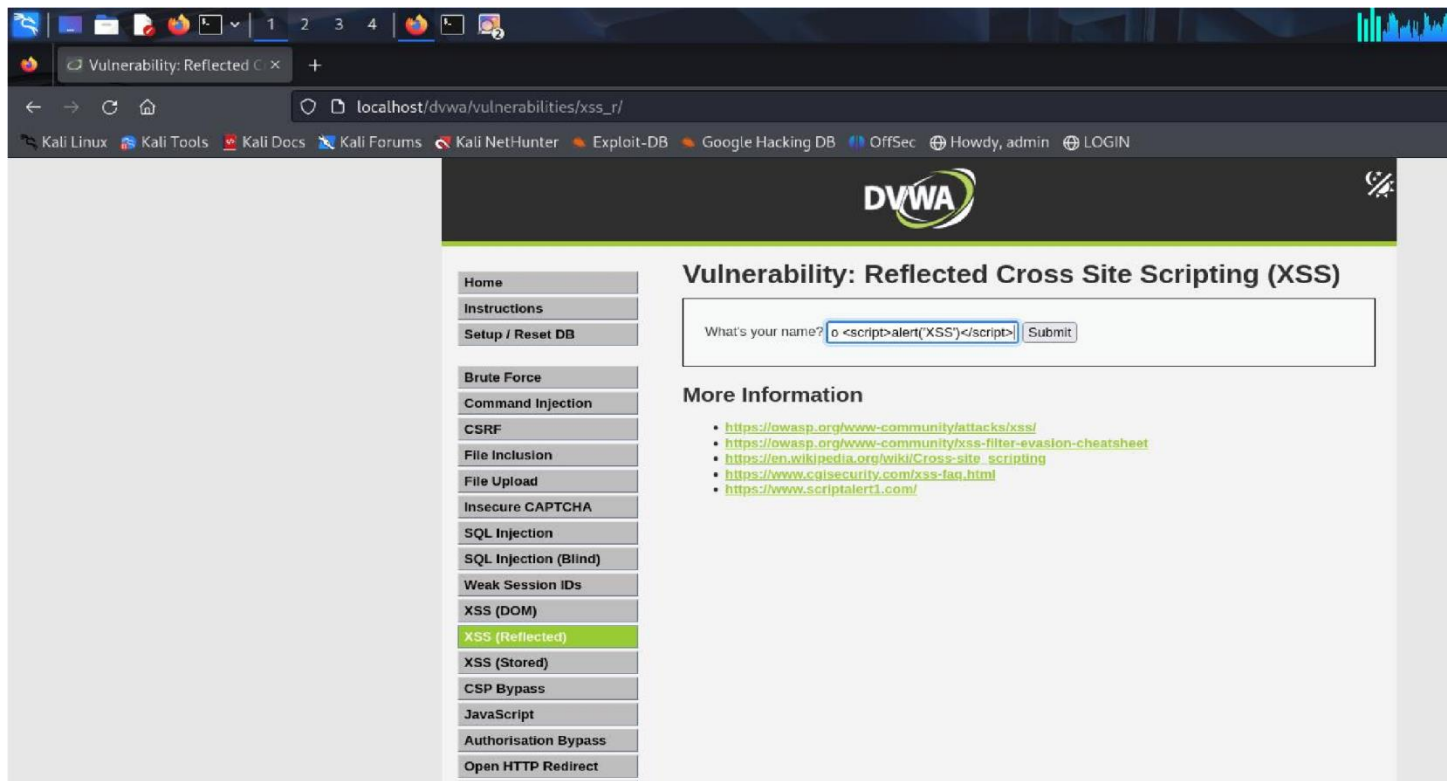 1 2 3 4
Vulnerability: Reflected C
localhost/dvwa/vulnerabilities/xss_r/
Kali Linux Kali Tools Kali Docs Kali Forums Kali NetHunter Exploit-DB Google Hacking DB OffSec Howdy, admin LOGIN
DVWA
Home
Instructions
Setup / Reset DB
Brute Force
Command Injection
CSRF
File Inclusion
File Upload
Insecure CAPTCHA
SQL Injection
SQL Injection (Blind)
Weak Session IDs
XSS (DOM)
XSS (Reflected)
XSS (Stored)
CSP Bypass
JavaScript
Authorisation Bypass
Open HTTP Redirect
Vulnerability: Reflected Cross Site Scripting (XSS)
What's your name? o <script>alert('XSS')</script> Submit
More Information
https://owasp.org/www-community/attacks/xss/
https://owasp.org/www-community/xss-filter-evasion-cheatsheet
https://en.wikipedia.org/wiki/Cross-site_scripting
https://www.cgisecurity.com/xss-faq.html
https://www.scriptalert1.com/